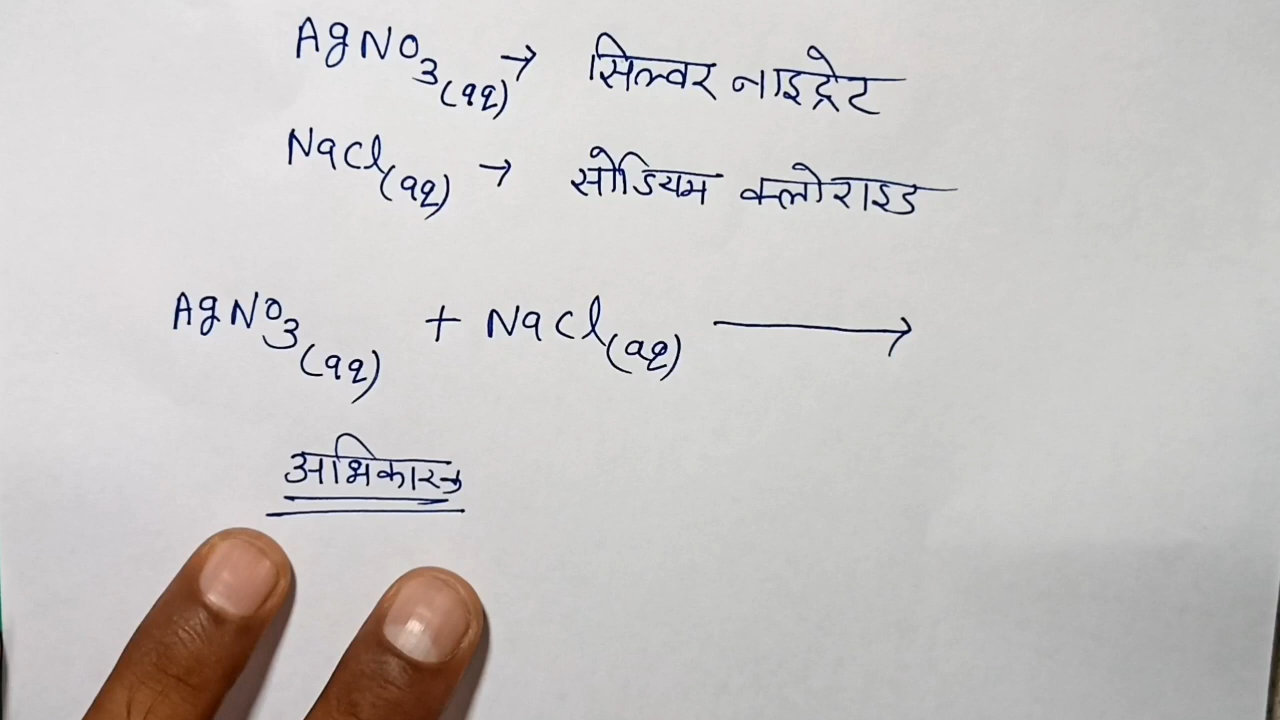 AgNO3(aq) → सिल्वर नाइट्रेट
NaCl(aq) → सोडियम क्लोराइड
AgNO3(aq) + NaCl(aq) ⟶
अभिकारक